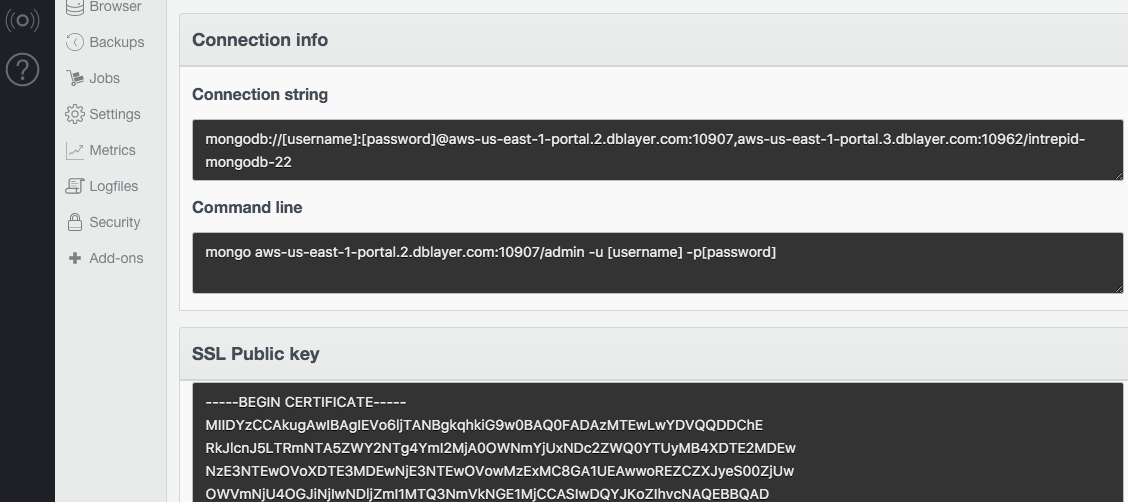 Browser
Backups
Jobs
Settings
Metrics
Logfiles
Security
Add-ons
Connection info
Connection string
mongodb://[username]:[password]@aws-us-east-1-portal.2.dblayer.com:10907,aws-us-east-1-portal.3.dblayer.com:10962/intrepid-
mongodb-22
Command line
mongo aws-us-east-1-portal.2.dblayer.com:10907/admin -u [username] -p[password]
SSL Public key
-----BEGIN CERTIFICATE-----
MIIDYzCCAkugAwIBAgIEVo6ljTANBgkqhkiG9w0BAQ0FADAzMTEwLwYDVQQDDChE
RkJlcnJ5LTRmNTA5ZWY2NTg4YmI2MjA0OWNmYjUxNDc2ZWQ0YTUyMB4XDTE2MDEw
NzE3NTEwOVoXDTE3MDEwNjE3NTEwOVowMzExMC8GA1UEAwwoREZCZXJyeS00ZjUw
OWVmNjU4OGJiNjIwNDljZmI1MTQ3NmVkNGE1MjCCASIwDQYJKoZIhvcNAQEBBQAD